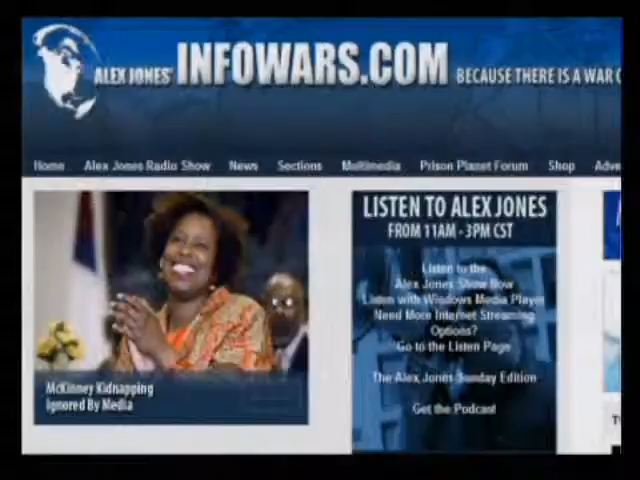 ALEX JONES' INFOWARS.COM BECAUSE THERE IS A WAR
Home Alex Jones Radio Show News Sections Multimedia Prison Planet Forum Shop Adve
LISTEN TO ALEX JONES
FROM 11AM - 3PM CST
Listen to the
Alex Jones Show Now
Listen with Windows Media Player
Need More Internet Streaming
Options?
Go to the Listen Page
The Alex Jones Sunday Edition
Get the Podcast
McKinney Kidnapping
Ignored By Media